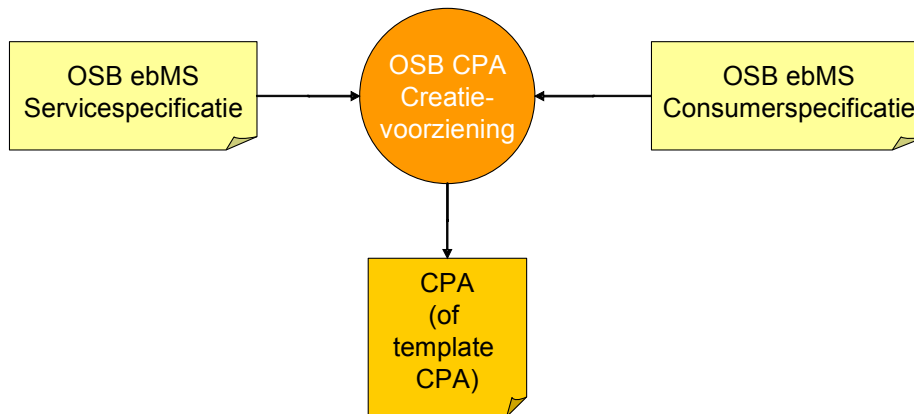 OSB ebMS
Servicespecificatie
OSB CPA
Creatie-
voorziening
OSB ebMS
Consumerspecificatie
CPA
(of
template
CPA)